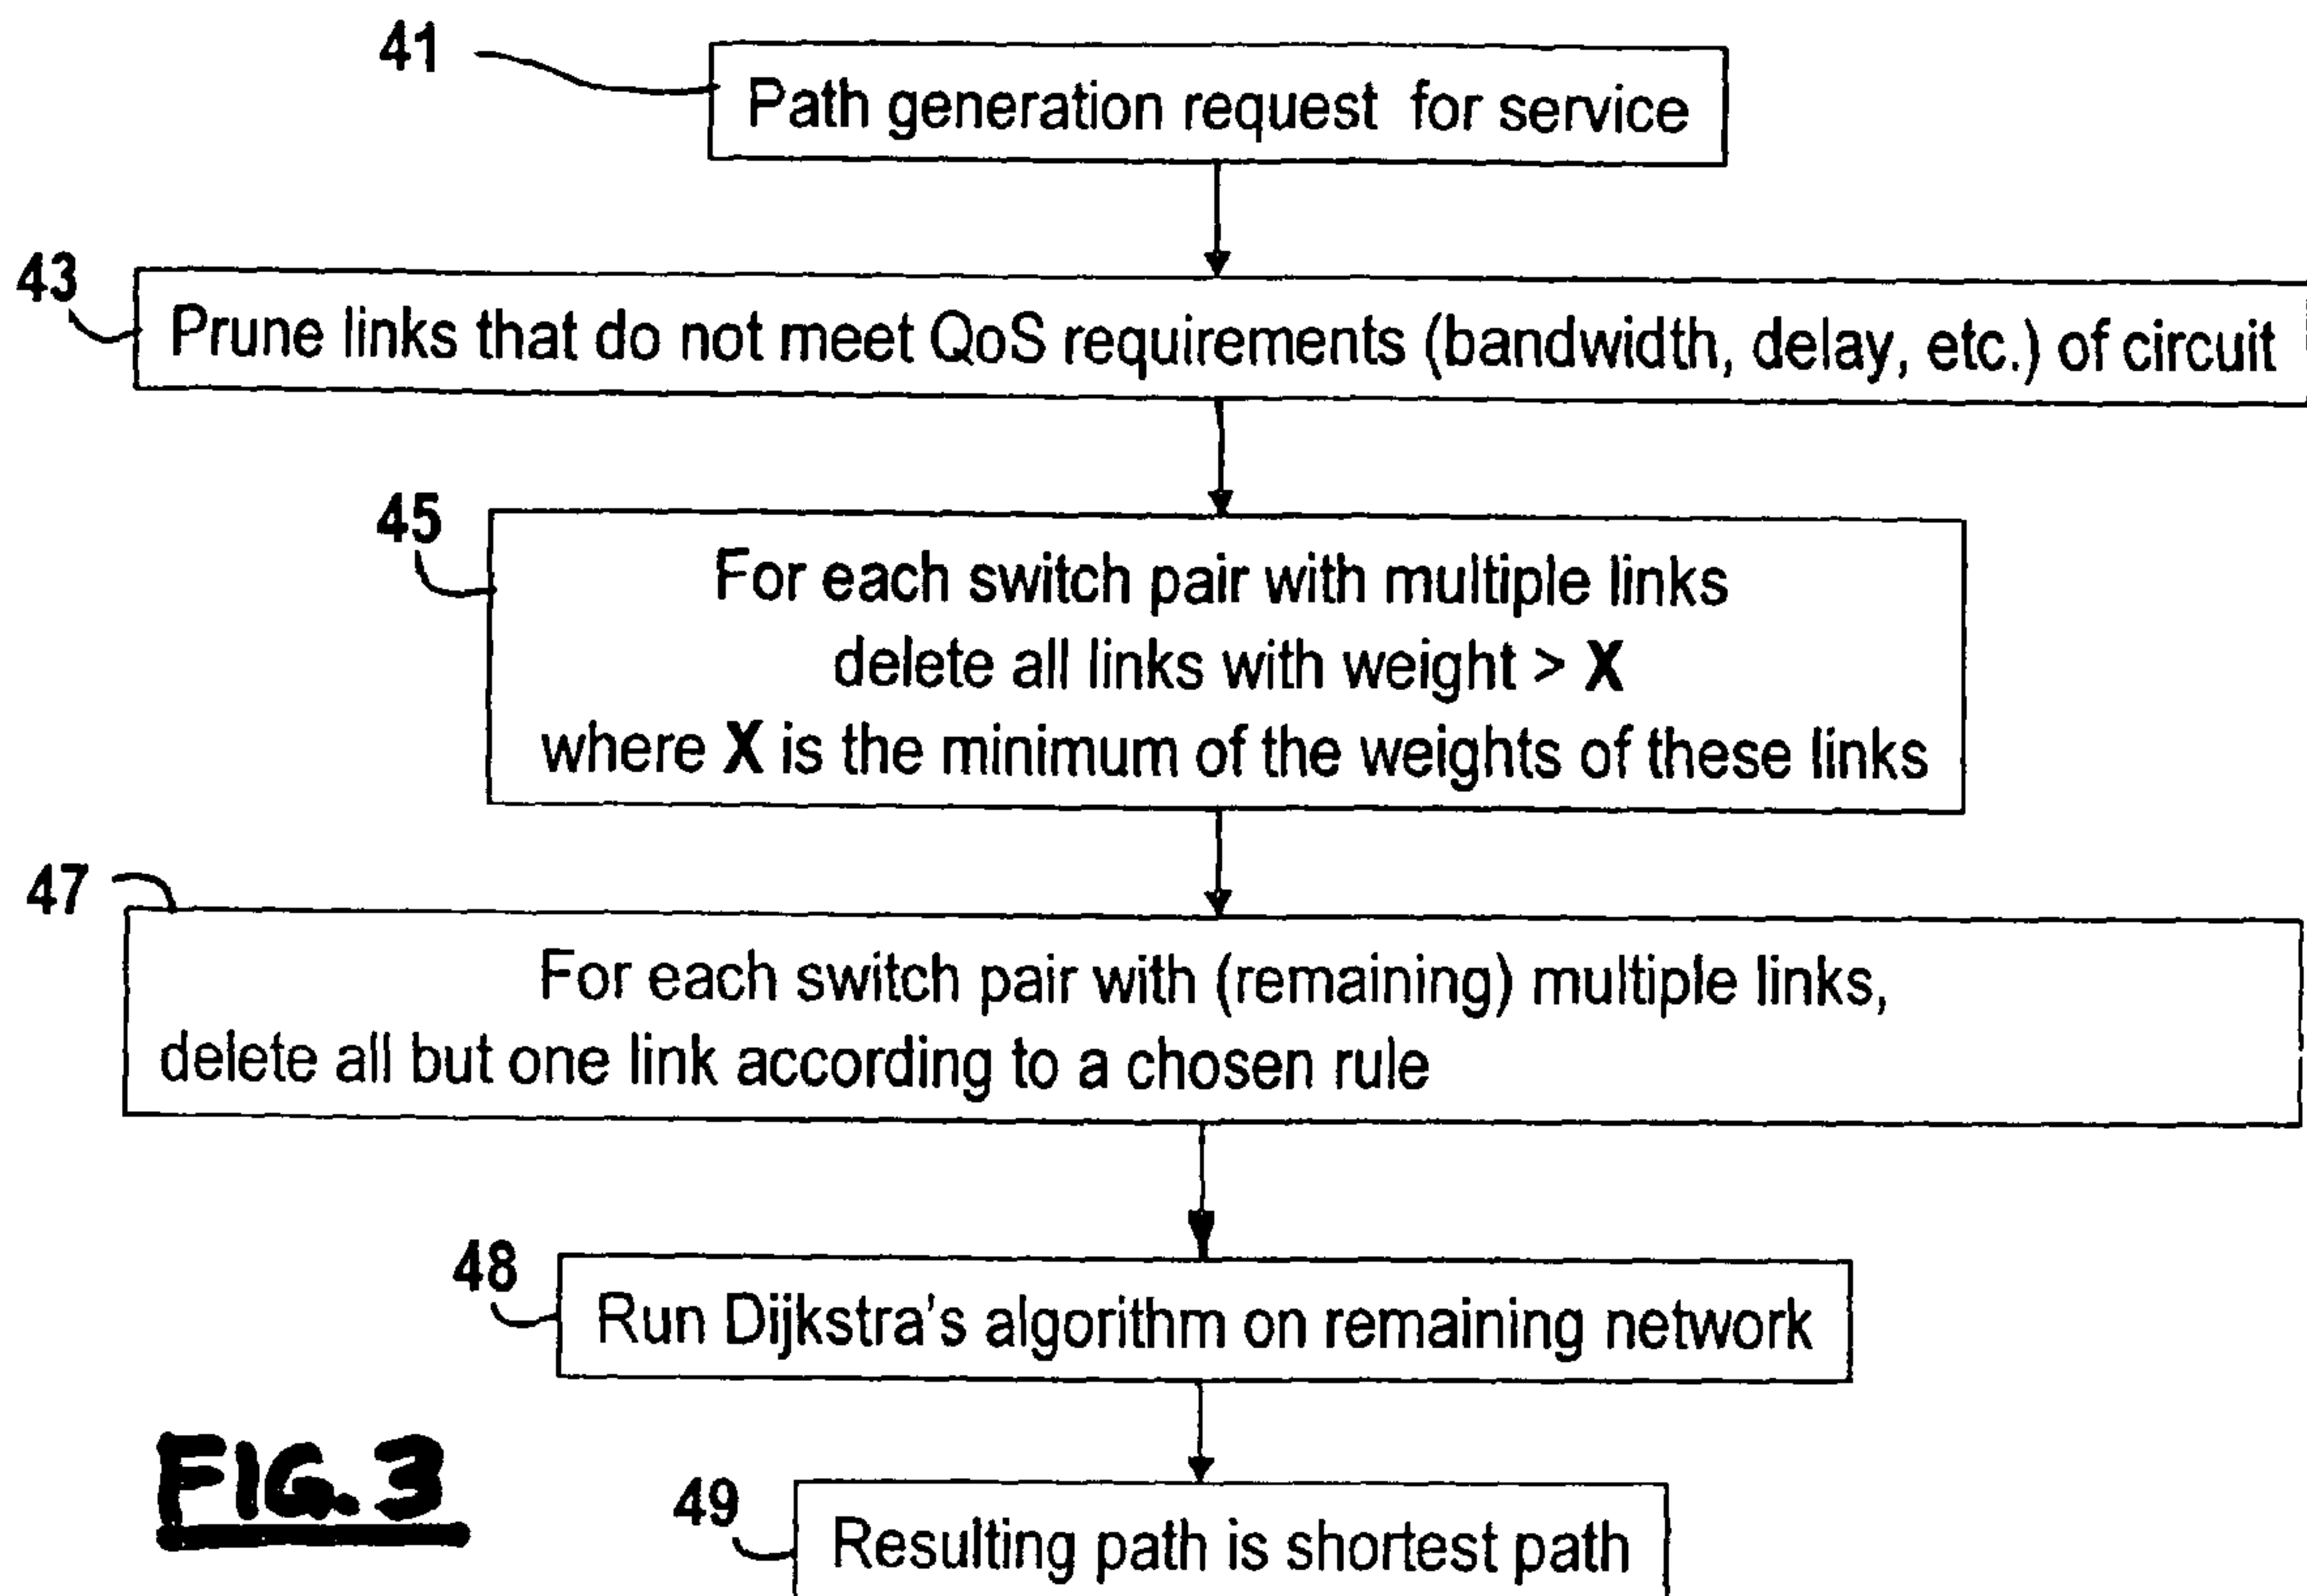 41
Path generation request for service
43
Prune links that do not meet QoS requirements (bandwidth, delay, etc.) of circuit
45
For each switch pair with multiple links
delete all links with weight > X
where X is the minimum of the weights of these links
47
For each switch pair with (remaining) multiple links,
delete all but one link according to a chosen rule
48
Run Dijkstra's algorithm on remaining network
FIG. 3
49
Resulting path is shortest path